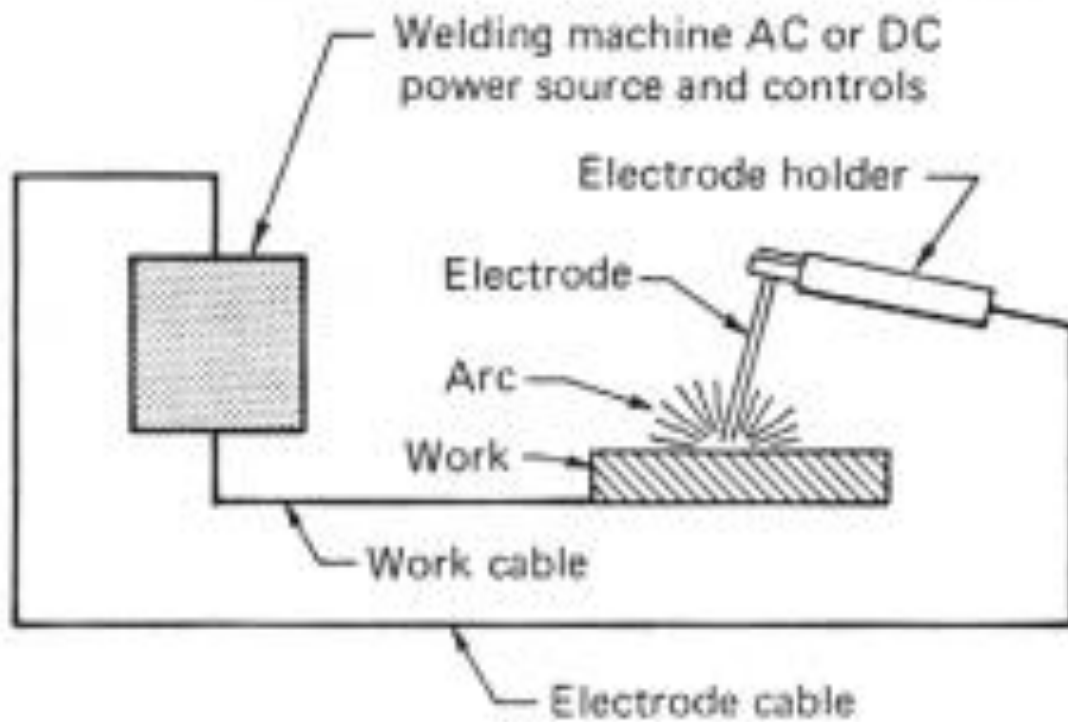 Welding machine AC or DC
power source and controls
Electrode holder
Electrode
Arc
Work
Work cable
Electrode cable